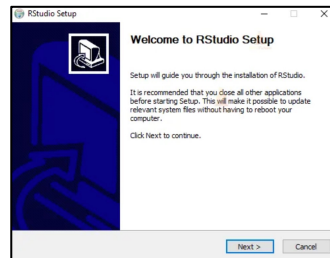 RStudio Setup
Welcome to RStudio Setup
Setup will guide you through the installation of RStudio.
It is recommended that you close all other applications
before starting Setup. This will make it possible to update
relevant system files without having to reboot your
computer.
Click Next to continue.
Next >
Cancel